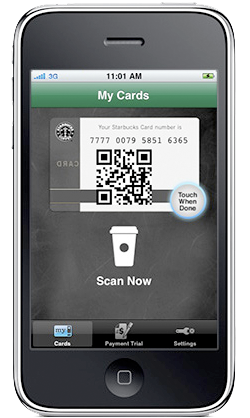 3G 11:01 AM
My Cards
Your Starbucks Card number is
7777 0079 5851 6365
CARD
Touch
When
Done
Scan Now
my
Cards
Payment Trial
Settings